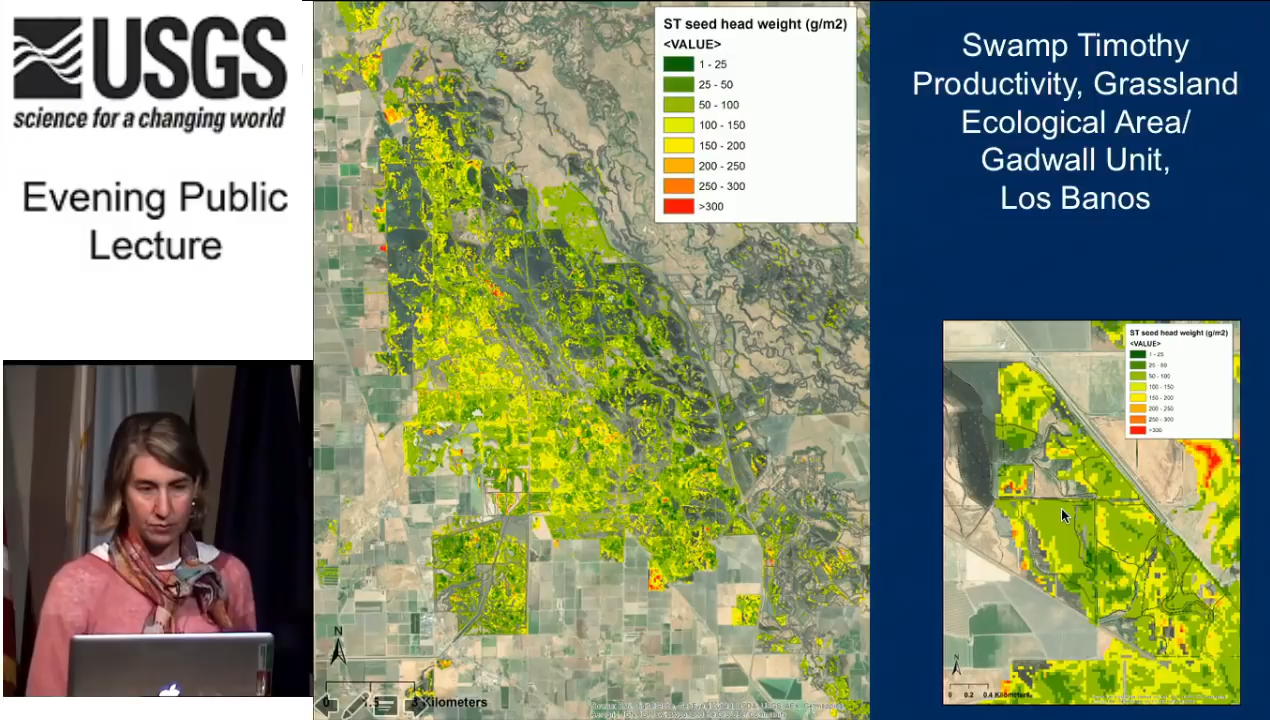 USGS
science for a changing world
Evening Public
Lecture
ST seed head weight (g/m2)
<VALUE>
1 - 25
25 - 50
50 - 100
100 - 150
150 - 200
200 - 250
250 - 300
>300
N
0
3 Kilometers
Swamp Timothy
Productivity, Grassland
Ecological Area/
Gadwall Unit,
Los Banos
ST seed head weight (g/m2)
<VALUE>
1 - 25
25 - 50
50 - 100
100 - 150
150 - 200
200 - 250
250 - 300
>300
N
0 0.2 0.4 Kilometers